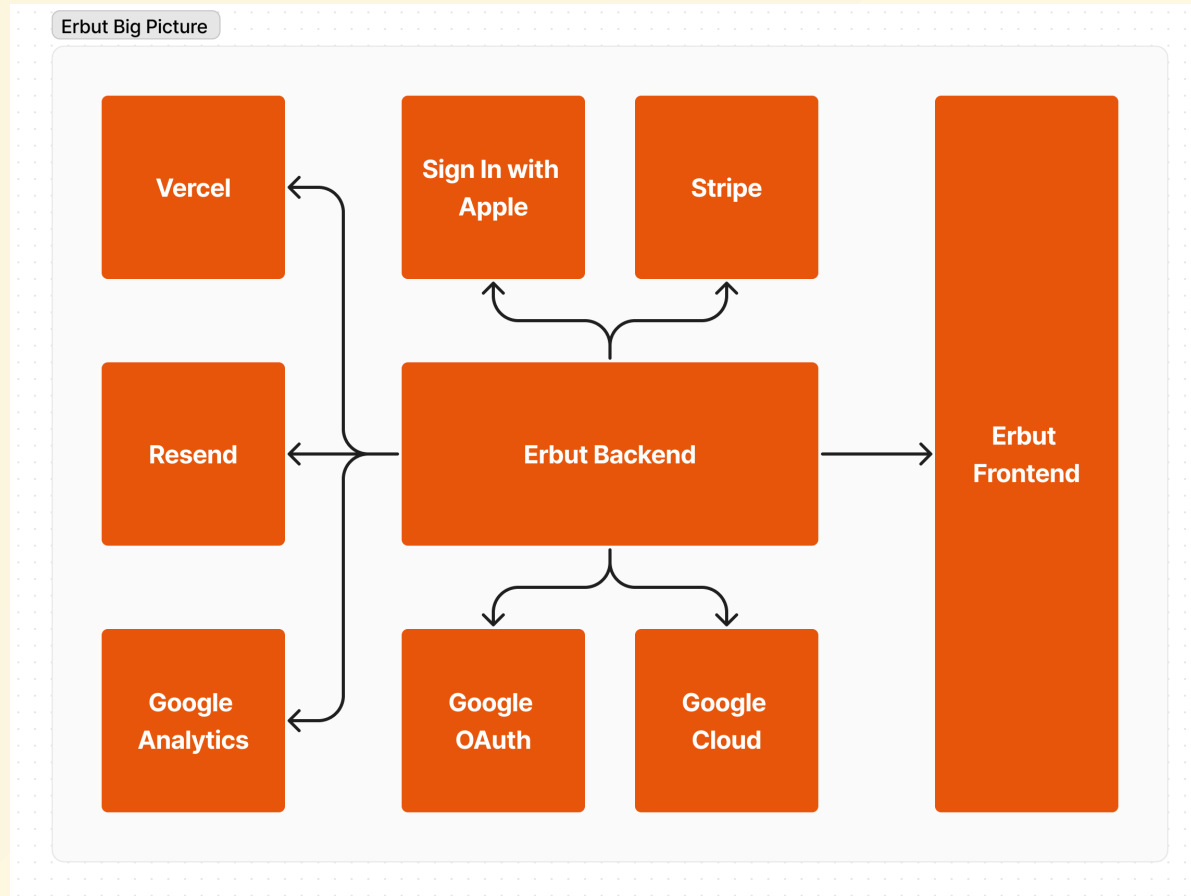 Erbut Big Picture
Vercel
Sign In with
Apple
Stripe
Resend
Erbut Backend
Erbut
Frontend
Google
Analytics
Google
OAuth
Google
Cloud